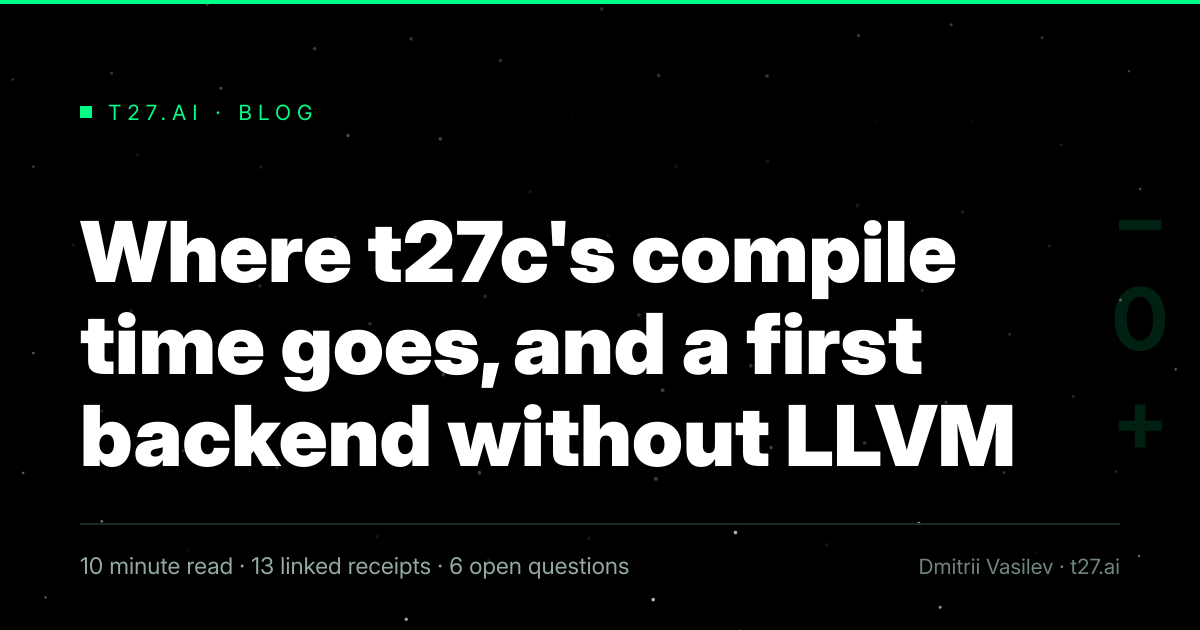 T27.AI · BLOG
Where t27c's compile
time goes, and a first
backend without LLVM
10 minute read · 13 linked receipts · 6 open questions
Dmitrii Vasilev · t27.ai
−
0
+